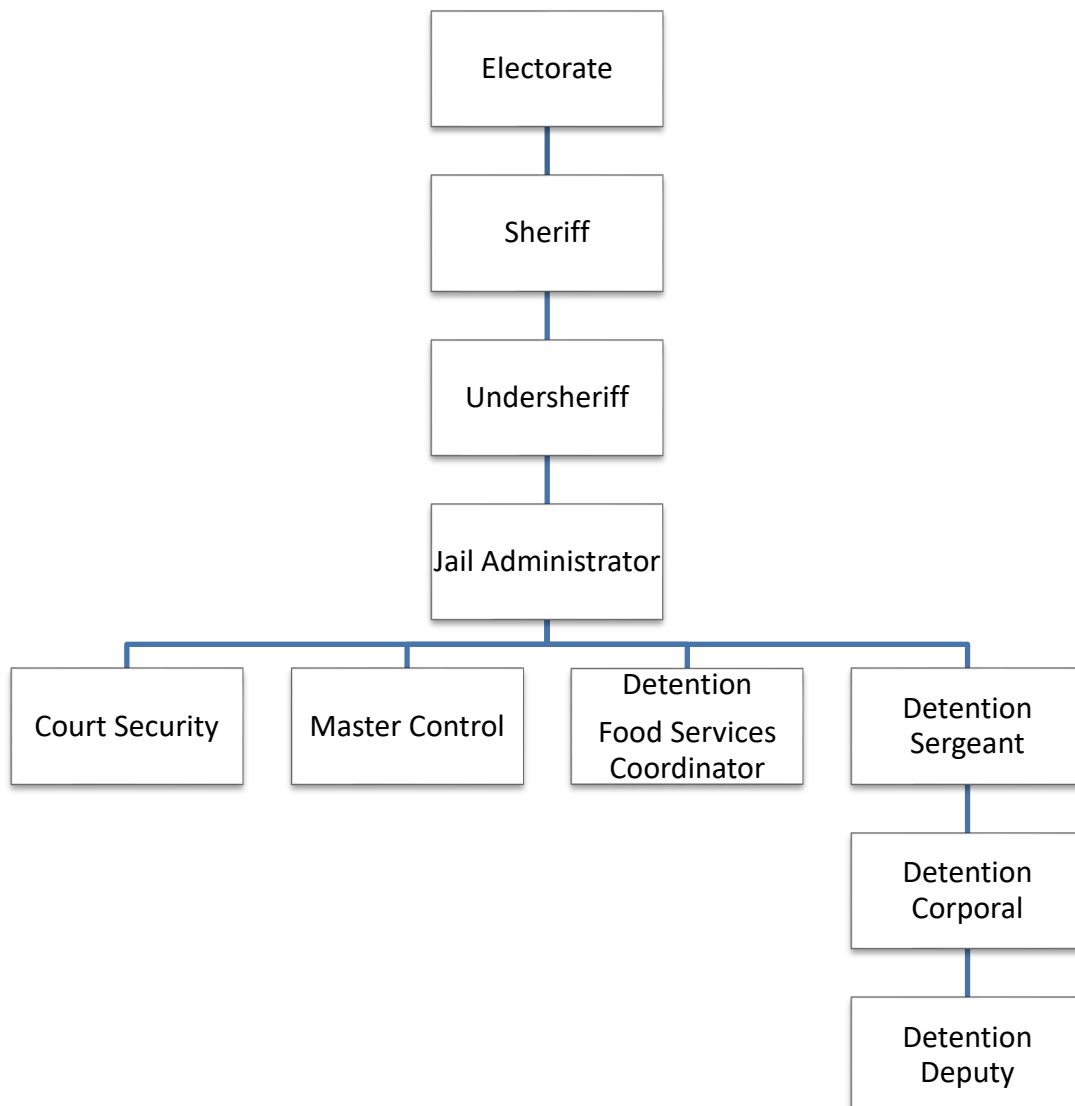 Electorate
Sheriff
Undersheriff
Jail Administrator
Court Security
Master Control
Detention
Food Services
Coordinator
Detention
Sergeant
Detention
Corporal
Detention
Deputy